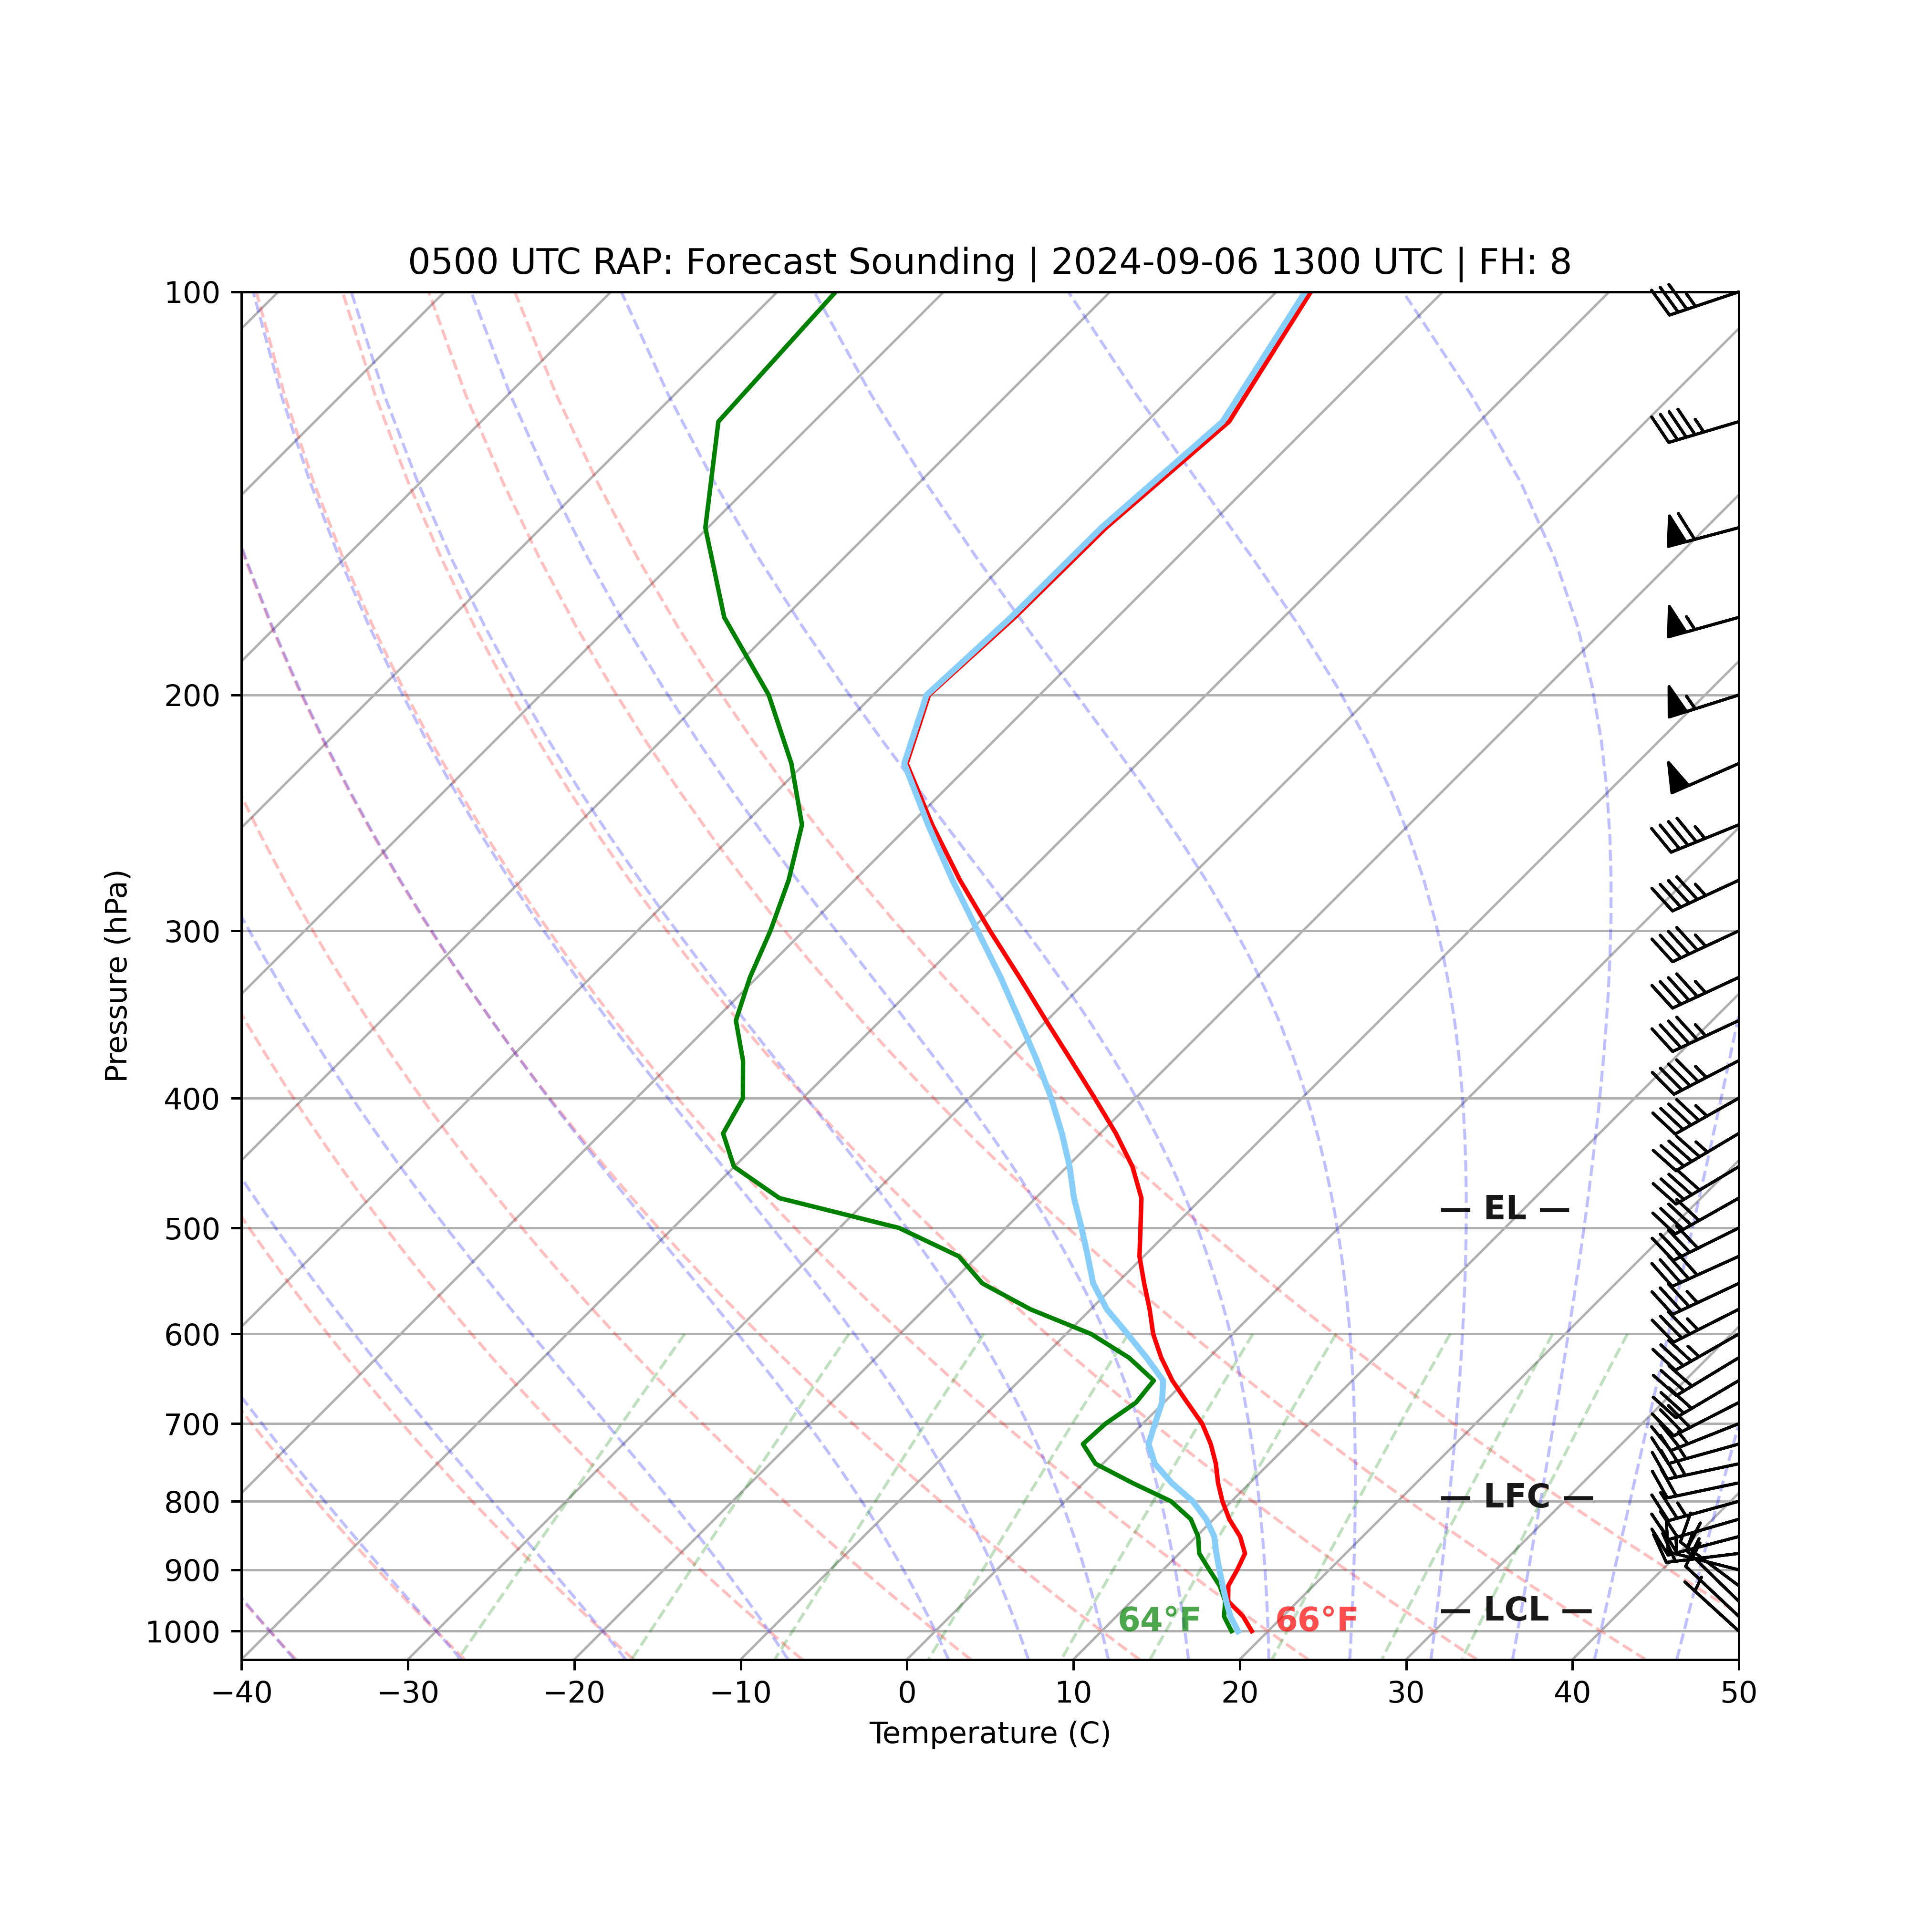 0500 UTC RAP: Forecast Sounding | 2024-09-06 1300 UTC | FH: 8
100
200
300
400
500
600
700
800
900
1000
Pressure (hPa)
— EL —
— LFC —
— LCL —
64°F 66°F
−40 −30 −20 −10 0 10 20 30 40 50
Temperature (C)